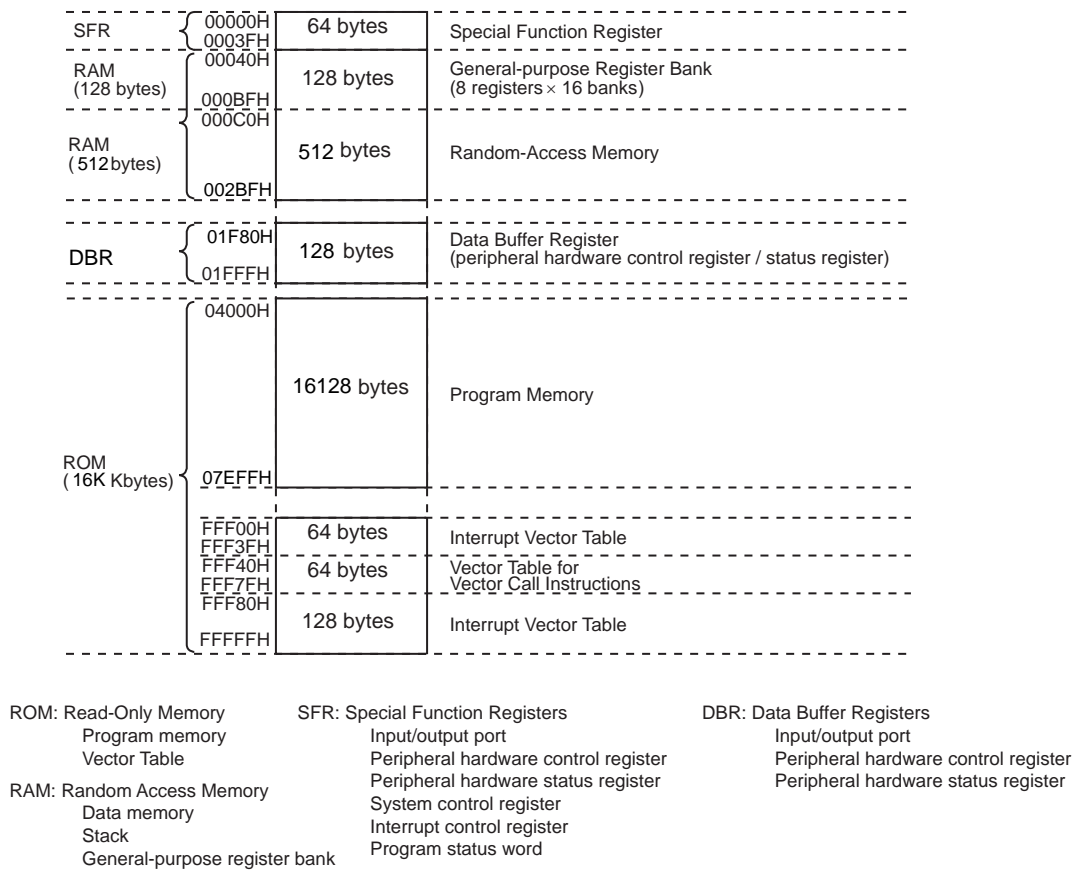 SFR
00000H
0003FH
64 bytes
Special Function Register
RAM
(128 bytes)
00040H
000BFH
128 bytes
General-purpose Register Bank
(8 registers × 16 banks)
RAM
( 512 bytes)
000C0H
002BFH
512 bytes
Random-Access Memory
DBR
01F80H
01FFFH
128 bytes
Data Buffer Register
(peripheral hardware control register / status register)
ROM
( 16K Kbytes)
04000H
07EFFH
16128 bytes
Program Memory
FFF00H
FFF3FH
64 bytes
Interrupt Vector Table
FFF40H
FFF7FH
64 bytes
Vector Table for
Vector Call Instructions
FFF80H
FFFFFH
128 bytes
Interrupt Vector Table
ROM: Read-Only Memory
Program memory
Vector Table
RAM: Random Access Memory
Data memory
Stack
General-purpose register bank
SFR: Special Function Registers
Input/output port
Peripheral hardware control register
Peripheral hardware status register
System control register
Interrupt control register
Program status word
DBR: Data Buffer Registers
Input/output port
Peripheral hardware control register
Peripheral hardware status register